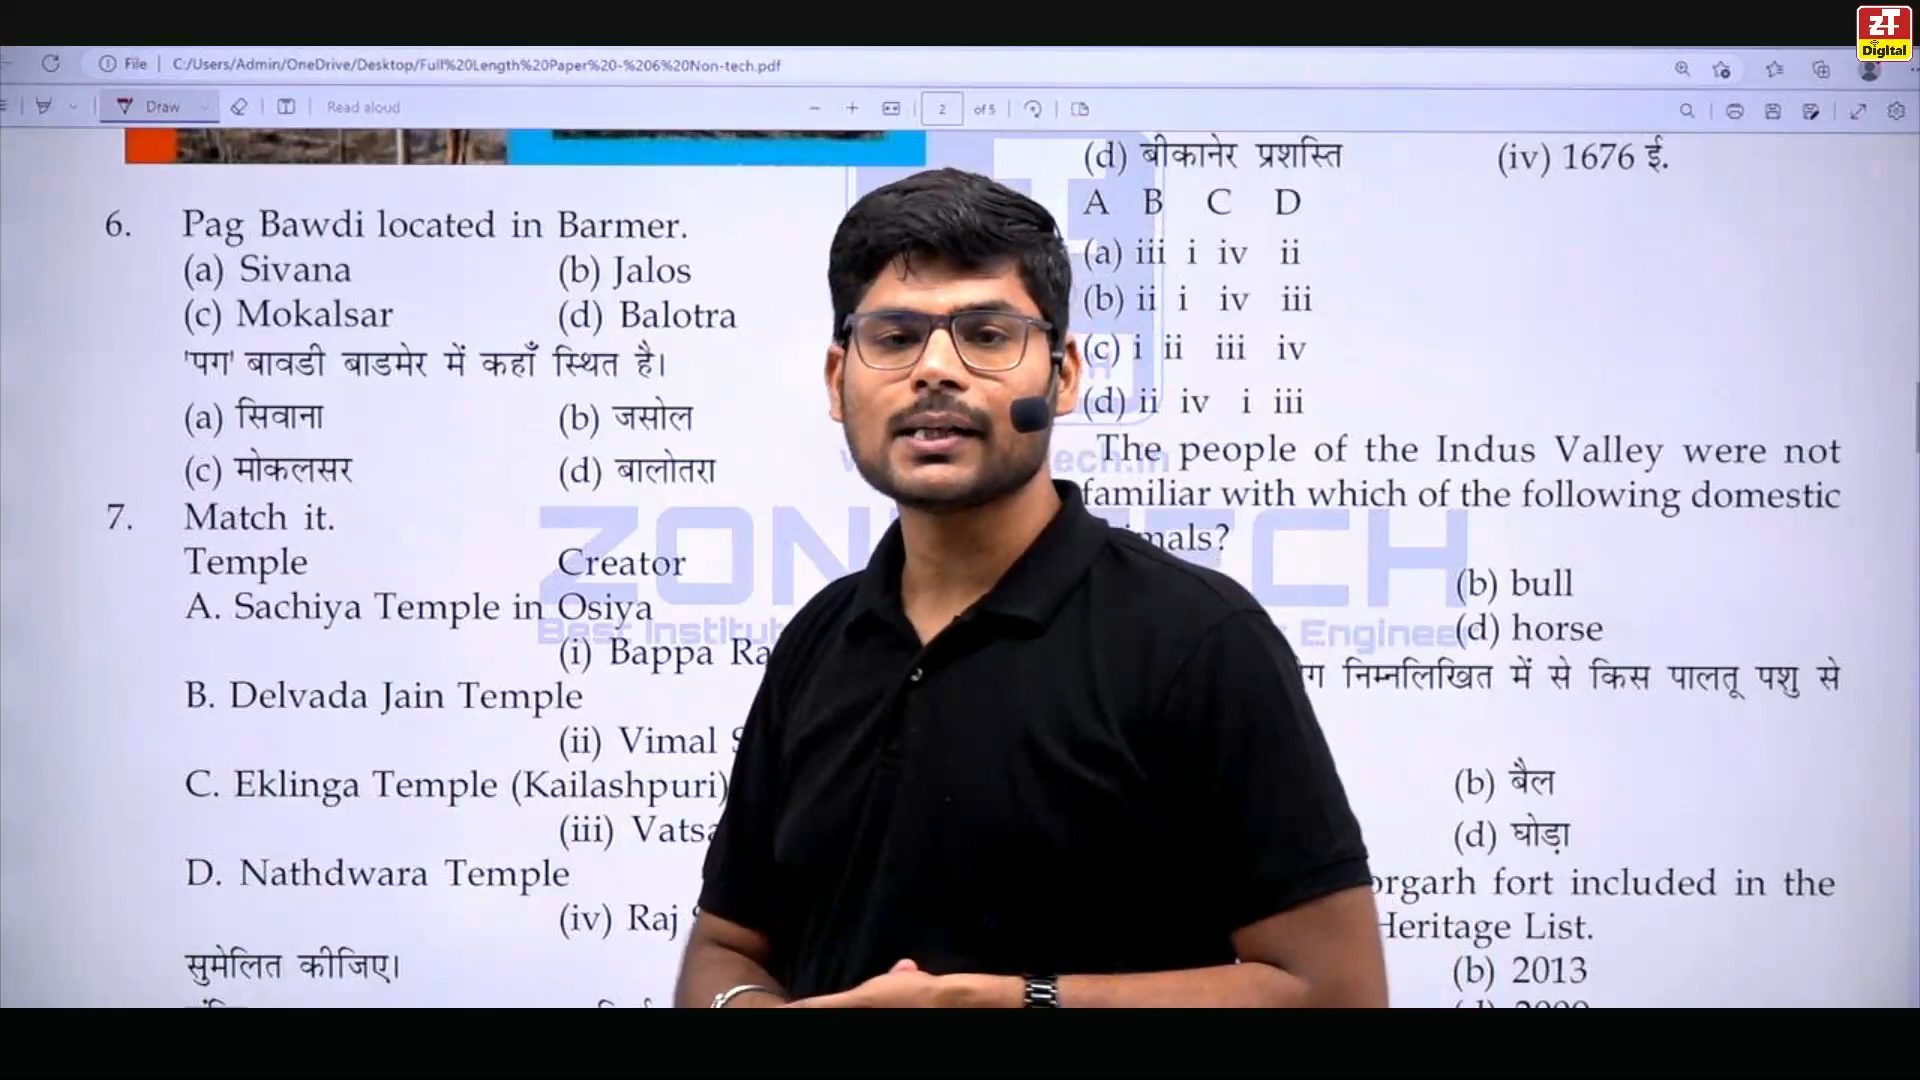 ZT
Digital
File
C:/Users/Admin/OneDrive/Desktop/Full%20Length%20Paper%20-%206%20Non-tech.pdf
Draw
Read aloud
2
of 5
6. Pag Bawdi located in Barmer.
(a) Sivana (b) Jalos
(c) Mokalsar (d) Balotra
'पग' बावडी बाडमेर में कहाँ स्थित है।
(a) सिवाना (b) जसोल
(c) मोकलसर (d) बालोतरा
7. Match it.
Temple Creator
A. Sachiya Temple in Osiya
(i) Bappa
B. Delvada Jain Temple
(ii) Vimal
C. Eklinga Temple (Kailashpuri)
(iii)
D. Nathdwara Temple
(iv) Raj
सुमेलित कीजिए।
(d) बीकानेर प्रशस्ति (iv) 1676 ई.
A B C D
(a) iii i iv ii
(b) ii i iv iii
(c) i ii iii iv
(d) ii iv i iii
The people of the Indus Valley were not
familiar with which of the following domestic
(b) bull
(d) horse
निम्नलिखित में से किस पालतू पशु से
(b) बैल
(d) घोड़ा
fort included in the
Heritage List.
(b) 2013